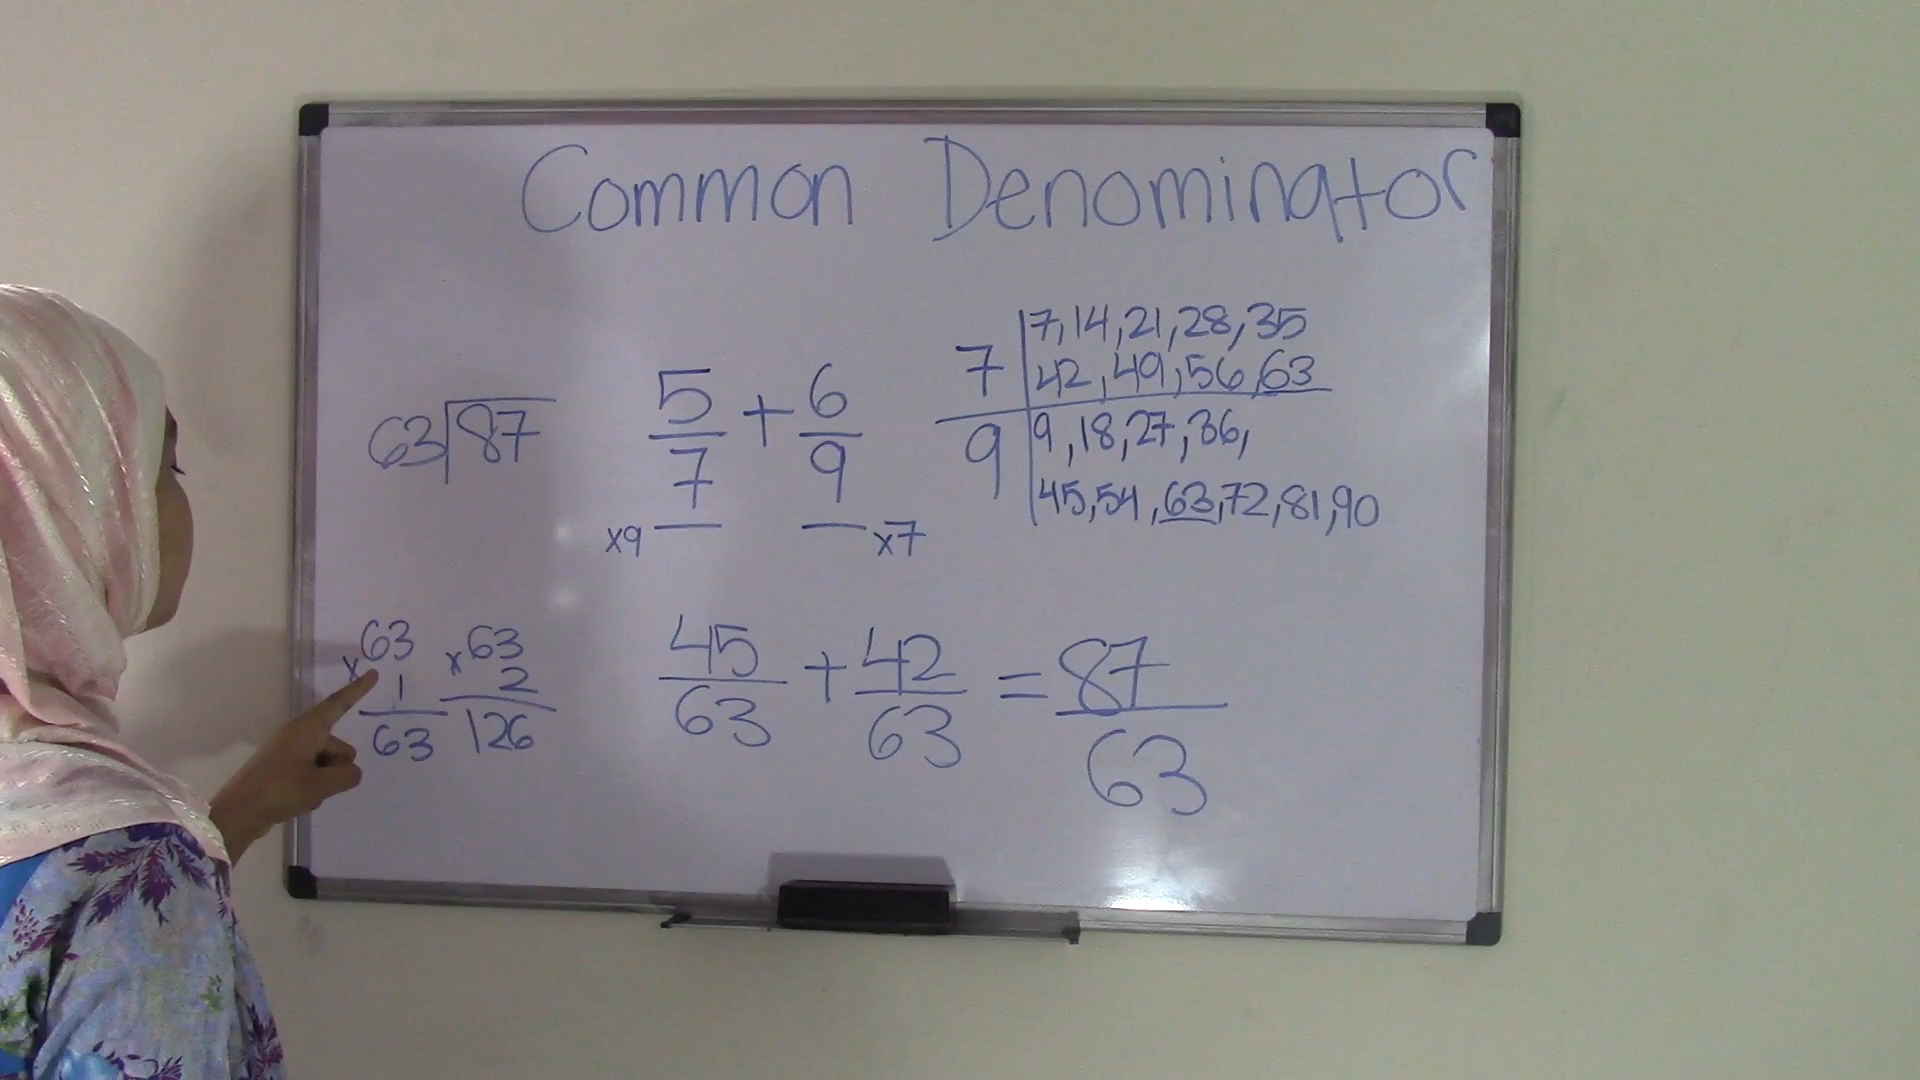 Common Denominator
7 | 7,14,21,28,35
42,49,56,63
9 | 9,18,27,36,
45,54,63,72,81,90
63)87
5/7 + 6/9
x9 x7
x63 1 63
x63 2 126
45/63 + 42/63 = 87/63